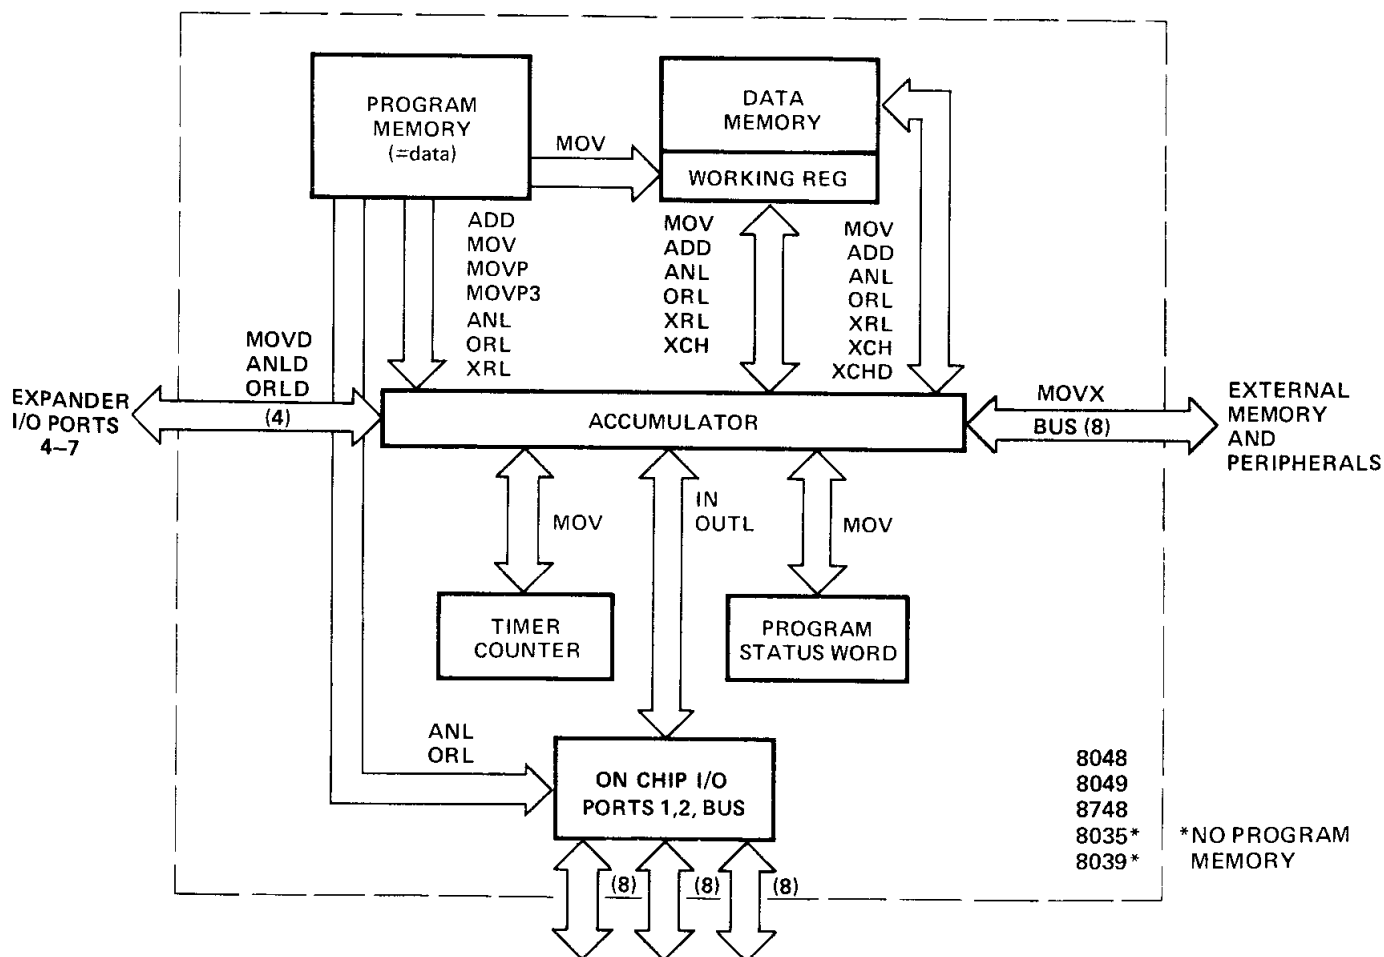 PROGRAM
MEMORY
(=data)
MOV
DATA
MEMORY
WORKING REG
ADD
MOV
MOVP
MOVP3
ANL
ORL
XRL
MOV
ADD
ANL
ORL
XRL
XCH
MOV
ADD
ANL
ORL
XRL
XCH
XCHD
MOVD
ANLD
ORLD
(4)
EXPANDER
I/O PORTS
4~7
ACCUMULATOR
MOVX
BUS (8)
EXTERNAL
MEMORY
AND
PERIPHERALS
MOV
IN
OUTL
MOV
TIMER
COUNTER
PROGRAM
STATUS WORD
ANL
ORL
ON CHIP I/O
PORTS 1,2, BUS
(8)
(8)
(8)
8048
8049
8748
8035*
8039*
*NO PROGRAM
MEMORY